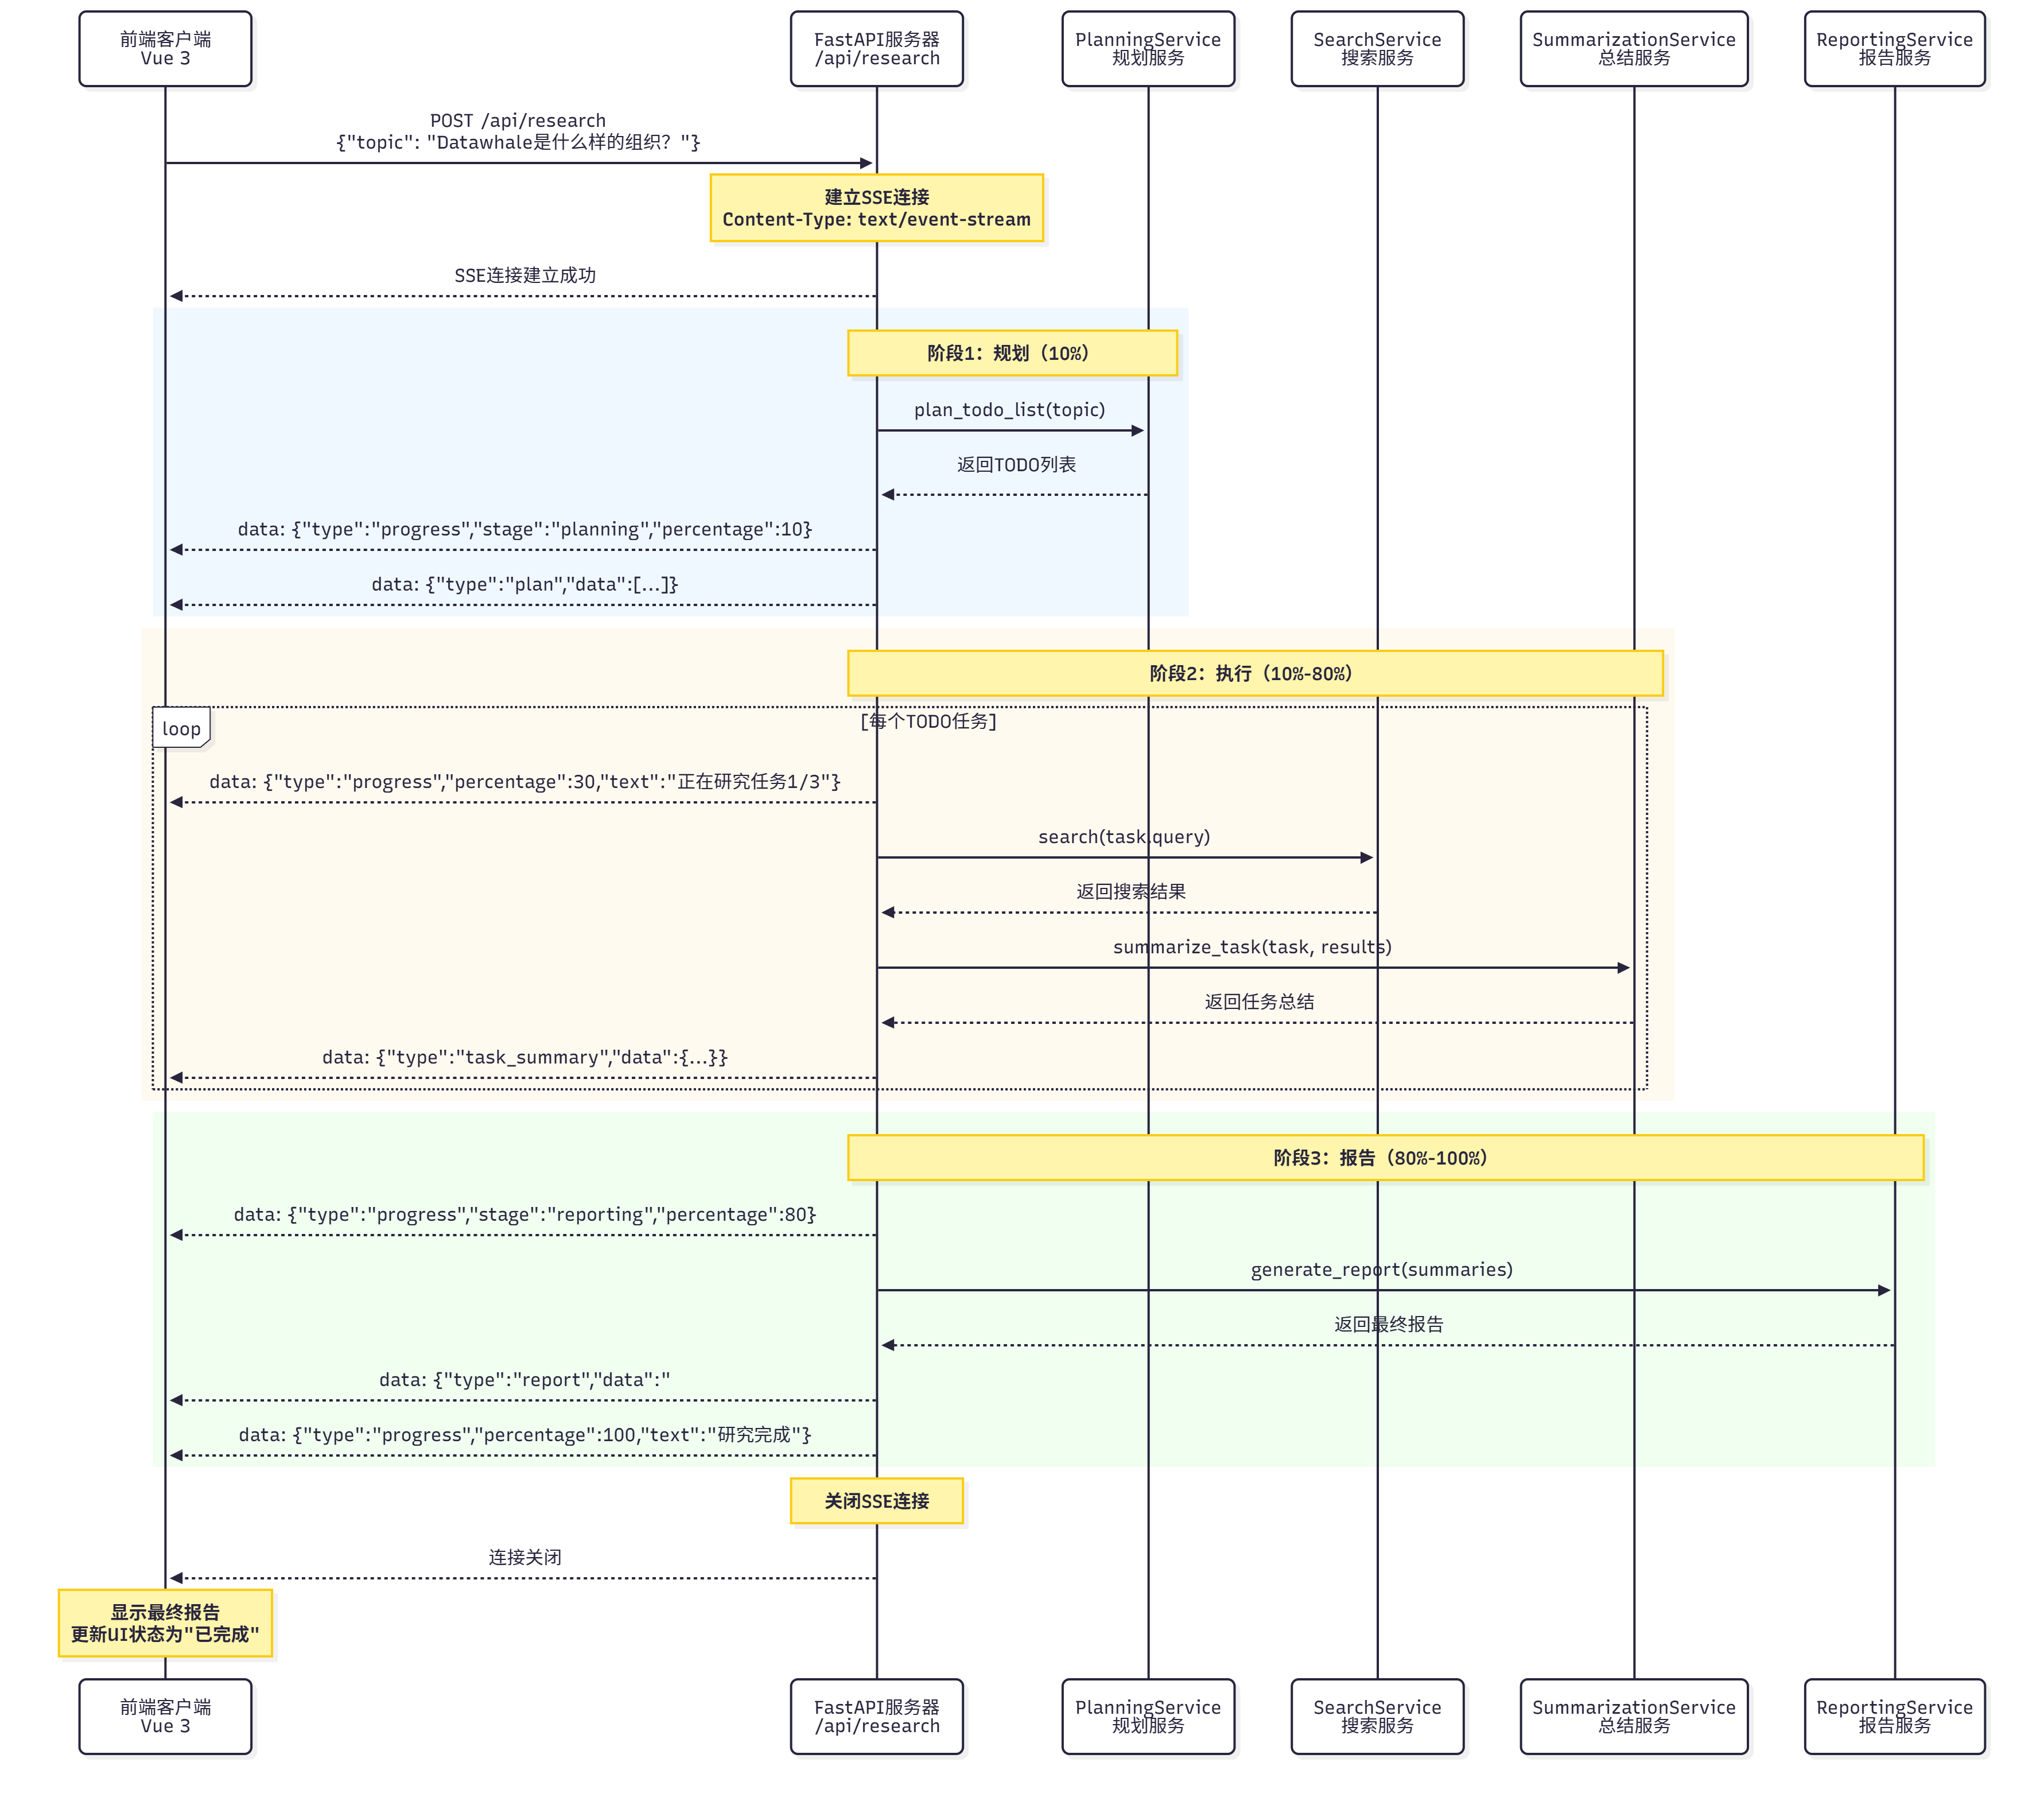 前端客户端
Vue 3
FastAPI服务器
/api/research
PlanningService
规划服务
SearchService
搜索服务
SummarizationService
总结服务
ReportingService
报告服务
POST /api/research
{"topic": "Datawhale是什么样的组织？"}
建立SSE连接
Content-Type: text/event-stream
SSE连接建立成功
阶段1：规划（10%）
plan_todo_list(topic)
返回TODO列表
data: {"type":"progress","stage":"planning","percentage":10}
data: {"type":"plan","data":[...]}
阶段2：执行（10%-80%）
loop
[每个TODO任务]
data: {"type":"progress","percentage":30,"text":"正在研究任务1/3"}
search(task.query)
返回搜索结果
summarize_task(task, results)
返回任务总结
data: {"type":"task_summary","data":{...}}
阶段3：报告（80%-100%）
data: {"type":"progress","stage":"reporting","percentage":80}
generate_report(summaries)
返回最终报告
data: {"type":"report","data":"
data: {"type":"progress","percentage":100,"text":"研究完成"}
关闭SSE连接
连接关闭
显示最终报告
更新UI状态为"已完成"
前端客户端
Vue 3
FastAPI服务器
/api/research
PlanningService
规划服务
SearchService
搜索服务
SummarizationService
总结服务
ReportingService
报告服务